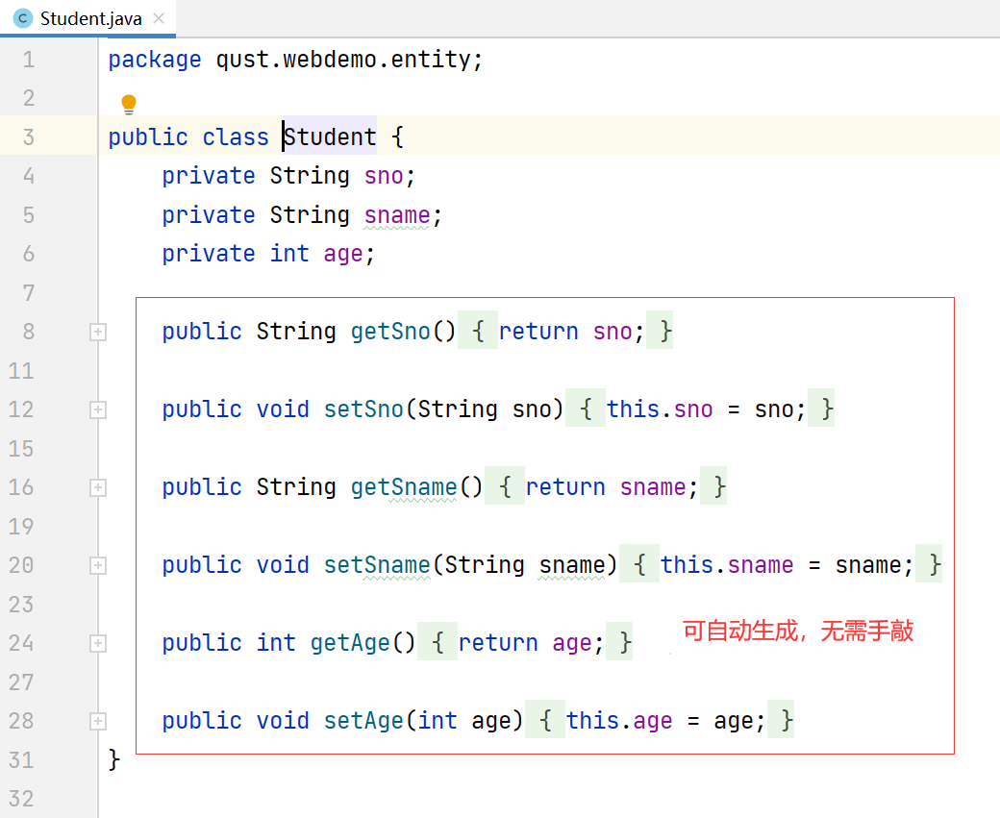 Student.java
1 package qust.webdemo.entity;
2
3 public class Student {
4 private String sno;
5 private String sname;
6 private int age;
7
8 public String getSno() { return sno; }
11
12 public void setSno(String sno) { this.sno = sno; }
15
16 public String getSname() { return sname; }
19
20 public void setSname(String sname) { this.sname = sname; }
23
24 public int getAge() { return age; }
可自动生成，无需手敲
27
28 public void setAge(int age) { this.age = age; }
31 }
32